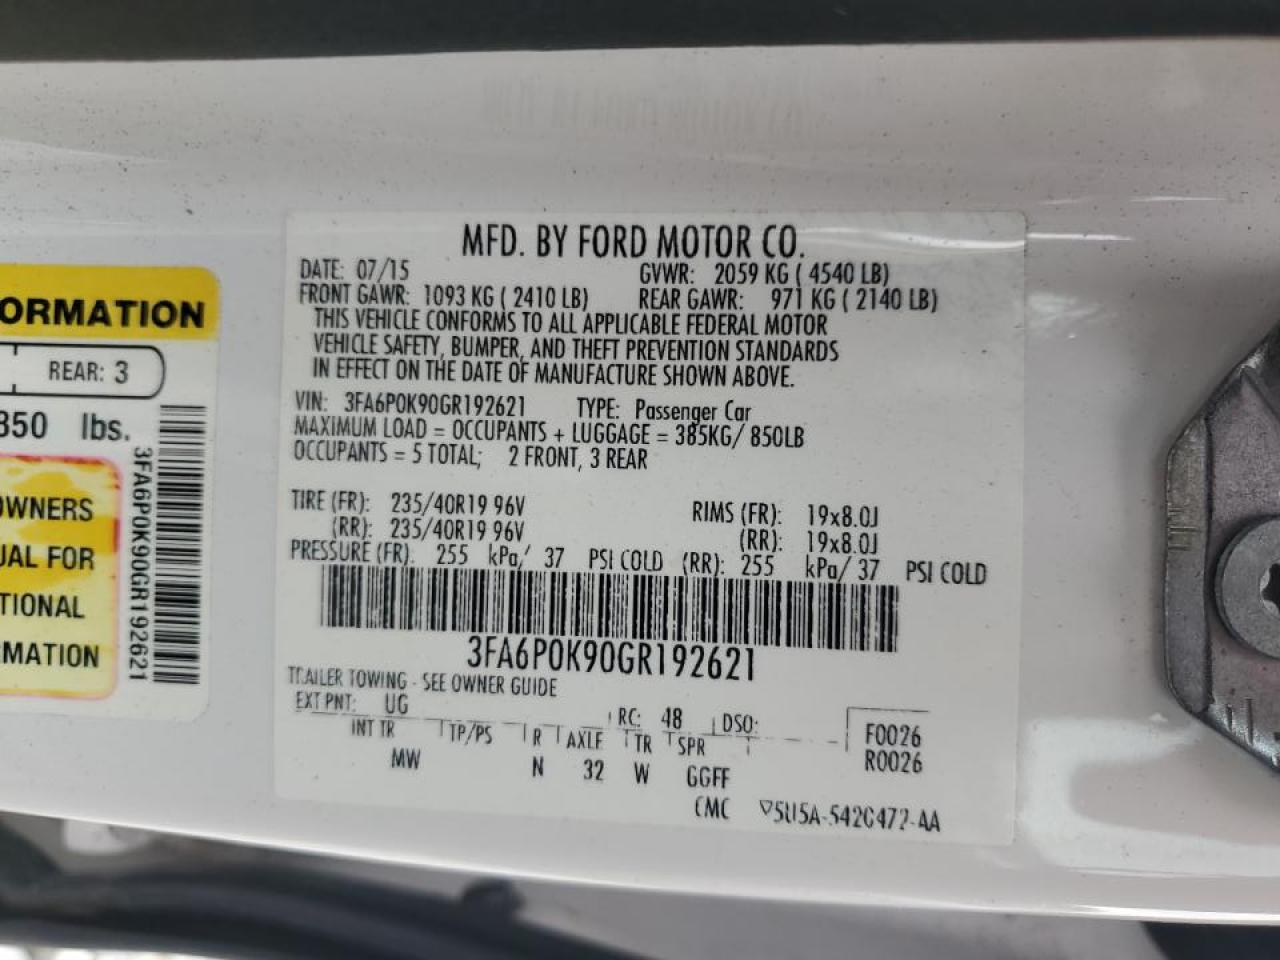 ORMATION
REAR: 3
850 lbs.
OWNERS
UAL FOR
TIONAL
RMATION
3FA6P0K90GR192621
MFD. BY FORD MOTOR CO.
DATE: 07/15 GVWR: 2059 KG ( 4540 LB)
FRONT GAWR: 1093 KG ( 2410 LB) REAR GAWR: 971 KG ( 2140 LB)
THIS VEHICLE CONFORMS TO ALL APPLICABLE FEDERAL MOTOR
VEHICLE SAFETY, BUMPER, AND THEFT PREVENTION STANDARDS
IN EFFECT ON THE DATE OF MANUFACTURE SHOWN ABOVE.
VIN: 3FA6P0K90GR192621 TYPE: Passenger Car
MAXIMUM LOAD = OCCUPANTS + LUGGAGE = 385KG/ 850LB
OCCUPANTS = 5 TOTAL; 2 FRONT, 3 REAR
TIRE (FR): 235/40R19 96V RIMS (FR): 19x8.0J
(RR): 235/40R19 96V (RR): 19x8.0J
PRESSURE (FR): 255 kPa/ 37 PSI COLD (RR): 255 kPa/ 37 PSI COLD
3FA6P0K90GR192621
TRAILER TOWING - SEE OWNER GUIDE
EXT PNT: UG RC: 48 DSO:
INT TR TP/PS R AXLE TR SPR F0026
MW N 32 W GGFF R0026
CMC ▽5U5A-5420472-AA